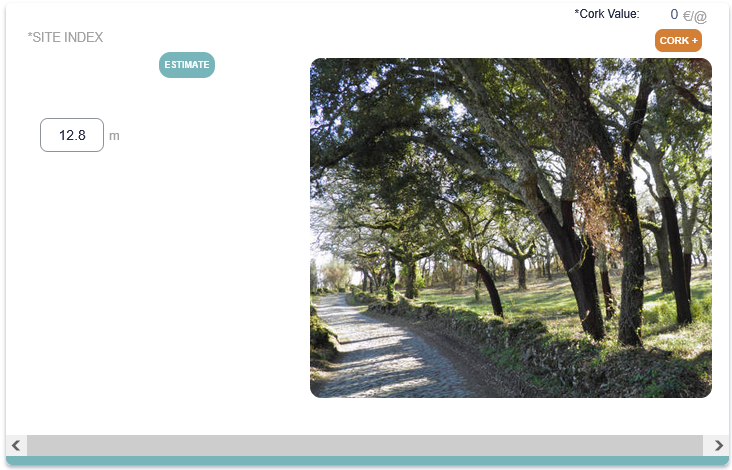 *Cork Value: 0 €/@
*SITE INDEX
CORK +
ESTIMATE
12.8 m